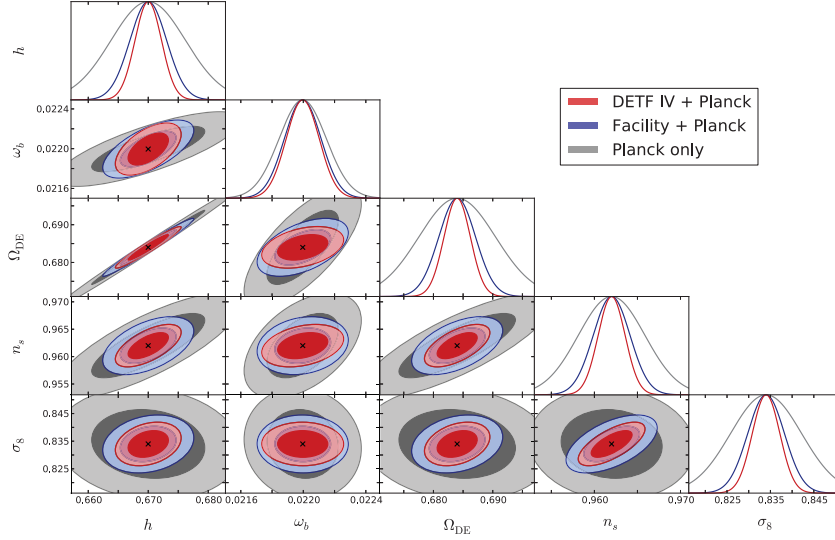 h
DETF IV + Planck
Facility + Planck
Planck only
0,0224
0,0220
0,0216
ω_b
0,690
0,680
Ω_DE
0,970
0,965
0,960
0,955
n_s
0,845
0,835
0,825
σ_8
0,660 0,670 0,680 0,0216 0,0220 0,0224 0,680 0,690 0,960 0,970 0,825 0,835 0,845
h ω_b Ω_DE n_s σ_8